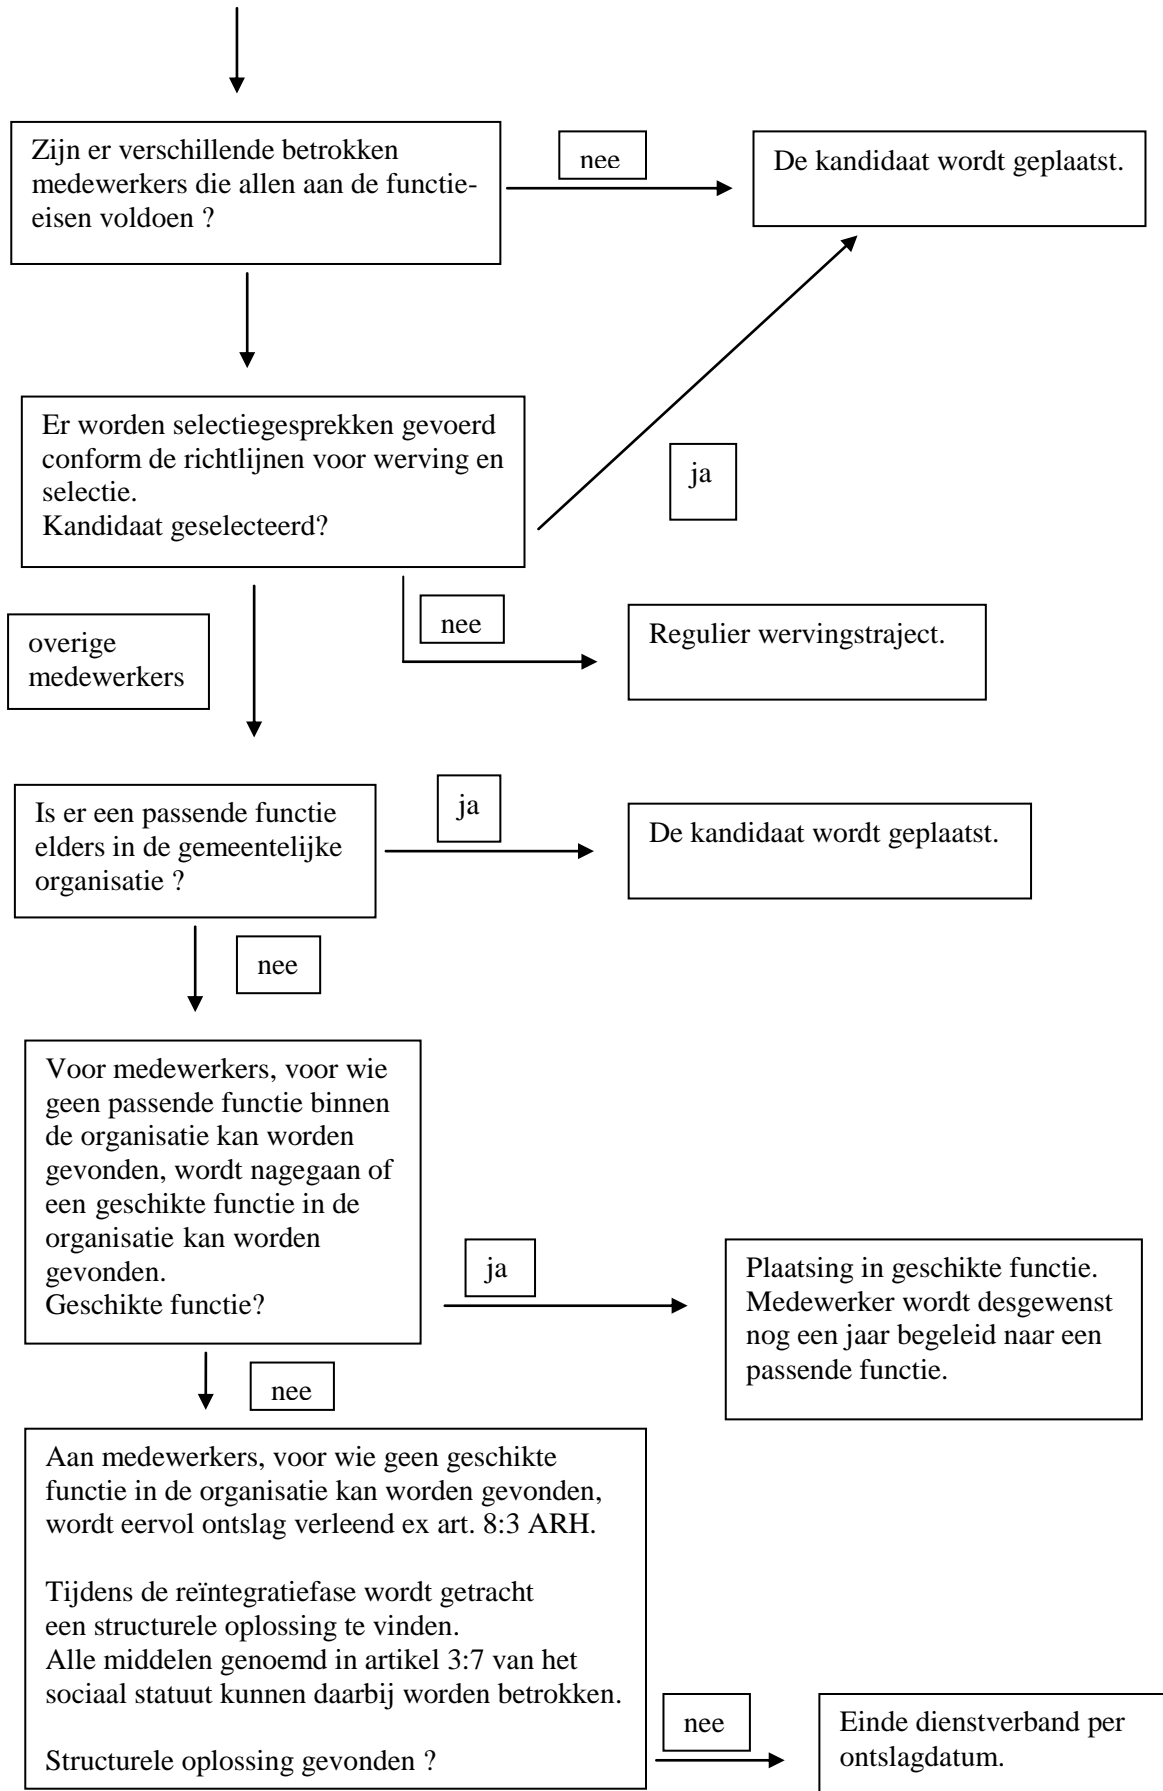 Zijn er verschillende betrokken
medewerkers die allen aan de functie-
eisen voldoen ?
nee
De kandidaat wordt geplaatst.
Er worden selectiegesprekken gevoerd
conform de richtlijnen voor werving en
selectie.
Kandidaat geselecteerd?
ja
overige
medewerkers
nee
Regulier wervingstraject.
Is er een passende functie
elders in de gemeentelijke
organisatie ?
ja
De kandidaat wordt geplaatst.
nee
Voor medewerkers, voor wie
geen passende functie binnen
de organisatie kan worden
gevonden, wordt nagegaan of
een geschikte functie in de
organisatie kan worden
gevonden.
Geschikte functie?
ja
Plaatsing in geschikte functie.
Medewerker wordt desgewenst
nog een jaar begeleid naar een
passende functie.
nee
Aan medewerkers, voor wie geen geschikte
functie in de organisatie kan worden gevonden,
wordt eervol ontslag verleend ex art. 8:3 ARH.
Tijdens de reïntegratiefase wordt getracht
een structurele oplossing te vinden.
Alle middelen genoemd in artikel 3:7 van het
sociaal statuut kunnen daarbij worden betrokken.
Structurele oplossing gevonden ?
nee
Einde dienstverband per
ontslagdatum.